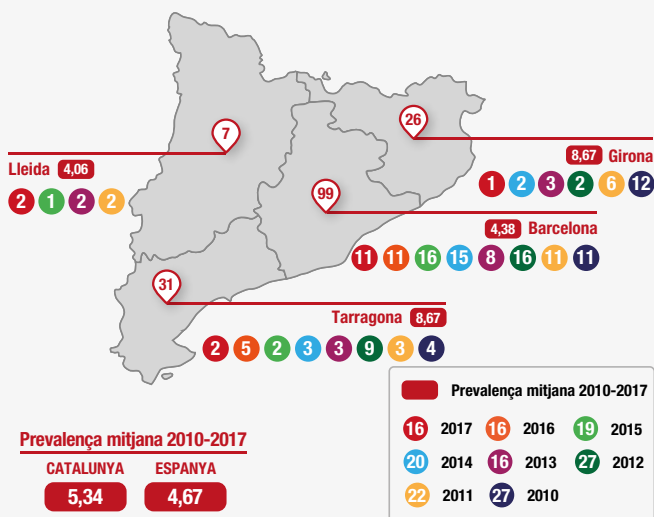 7
26
Lleida 4,06
8,67 Girona
2 1 2 2
1 2 3 2 6 12
99
4,38 Barcelona
11 11 16 15 8 16 11 11
31
Tarragona 8,67
2 5 2 3 3 9 3 4
Prevalença mitjana 2010-2017
CATALUNYA ESPANYA
5,34 4,67
Prevalença mitjana 2010-2017
16 2017 16 2016 19 2015
20 2014 16 2013 27 2012
22 2011 27 2010